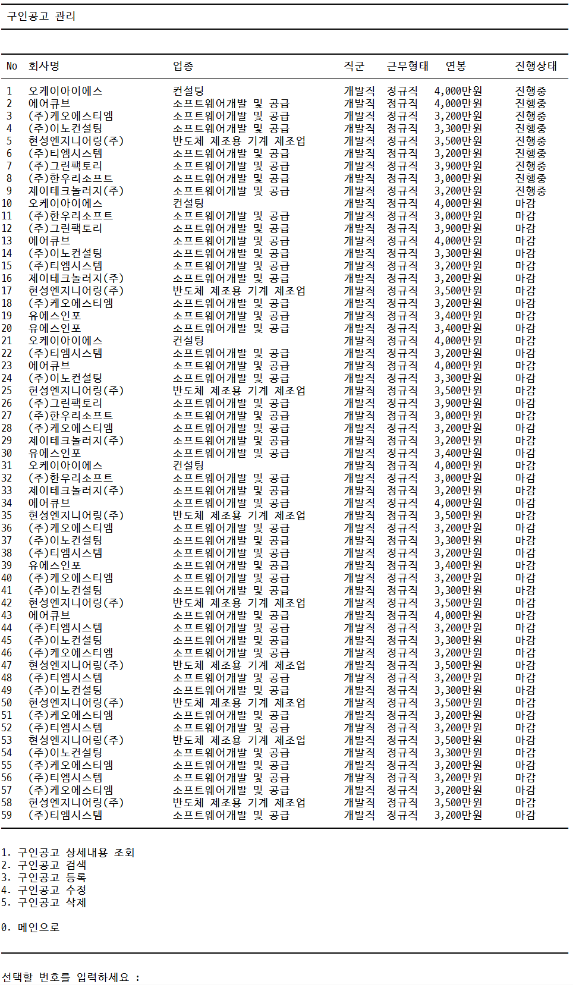 구인공고 관리
No 회사명 업종 직군 근무형태 연봉 진행상태
1 오케이아이에스 컨설팅 개발직 정규직 4,000만원 진행중
2 에어큐브 소프트웨어개발 및 공급 개발직 정규직 4,000만원 진행중
3 (주)케오에스티엠 소프트웨어개발 및 공급 개발직 정규직 3,200만원 진행중
4 (주)이노컨설팅 소프트웨어개발 및 공급 개발직 정규직 3,300만원 진행중
5 현성엔지니어링(주) 반도체 제조용 기계 제조업 개발직 정규직 3,500만원 진행중
6 (주)티엠시스템 소프트웨어개발 및 공급 개발직 정규직 3,200만원 진행중
7 (주)그린팩토리 소프트웨어개발 및 공급 개발직 정규직 3,900만원 진행중
8 (주)한우리소프트 소프트웨어개발 및 공급 개발직 정규직 3,000만원 진행중
9 제이테크놀러지(주) 소프트웨어개발 및 공급 개발직 정규직 3,200만원 진행중
10 오케이아이에스 컨설팅 개발직 정규직 4,000만원 마감
11 (주)한우리소프트 소프트웨어개발 및 공급 개발직 정규직 3,000만원 마감
12 (주)그린팩토리 소프트웨어개발 및 공급 개발직 정규직 3,900만원 마감
13 에어큐브 소프트웨어개발 및 공급 개발직 정규직 4,000만원 마감
14 (주)이노컨설팅 소프트웨어개발 및 공급 개발직 정규직 3,300만원 마감
15 (주)티엠시스템 소프트웨어개발 및 공급 개발직 정규직 3,200만원 마감
16 제이테크놀러지(주) 소프트웨어개발 및 공급 개발직 정규직 3,200만원 마감
17 현성엔지니어링(주) 반도체 제조용 기계 제조업 개발직 정규직 3,500만원 마감
18 (주)케오에스티엠 소프트웨어개발 및 공급 개발직 정규직 3,200만원 마감
19 유에스인포 소프트웨어개발 및 공급 개발직 정규직 3,400만원 마감
20 유에스인포 소프트웨어개발 및 공급 개발직 정규직 3,400만원 마감
21 오케이아이에스 컨설팅 개발직 정규직 4,000만원 마감
22 (주)티엠시스템 소프트웨어개발 및 공급 개발직 정규직 3,200만원 마감
23 에어큐브 소프트웨어개발 및 공급 개발직 정규직 4,000만원 마감
24 (주)이노컨설팅 소프트웨어개발 및 공급 개발직 정규직 3,300만원 마감
25 현성엔지니어링(주) 반도체 제조용 기계 제조업 개발직 정규직 3,500만원 마감
26 (주)그린팩토리 소프트웨어개발 및 공급 개발직 정규직 3,900만원 마감
27 (주)한우리소프트 소프트웨어개발 및 공급 개발직 정규직 3,000만원 마감
28 (주)케오에스티엠 소프트웨어개발 및 공급 개발직 정규직 3,200만원 마감
29 제이테크놀러지(주) 소프트웨어개발 및 공급 개발직 정규직 3,200만원 마감
30 유에스인포 소프트웨어개발 및 공급 개발직 정규직 3,400만원 마감
31 오케이아이에스 컨설팅 개발직 정규직 4,000만원 마감
32 (주)한우리소프트 소프트웨어개발 및 공급 개발직 정규직 3,000만원 마감
33 제이테크놀러지(주) 소프트웨어개발 및 공급 개발직 정규직 3,200만원 마감
34 에어큐브 소프트웨어개발 및 공급 개발직 정규직 4,000만원 마감
35 현성엔지니어링(주) 반도체 제조용 기계 제조업 개발직 정규직 3,500만원 마감
36 (주)케오에스티엠 소프트웨어개발 및 공급 개발직 정규직 3,200만원 마감
37 (주)이노컨설팅 소프트웨어개발 및 공급 개발직 정규직 3,300만원 마감
38 (주)티엠시스템 소프트웨어개발 및 공급 개발직 정규직 3,200만원 마감
39 유에스인포 소프트웨어개발 및 공급 개발직 정규직 3,400만원 마감
40 (주)케오에스티엠 소프트웨어개발 및 공급 개발직 정규직 3,200만원 마감
41 (주)이노컨설팅 소프트웨어개발 및 공급 개발직 정규직 3,300만원 마감
42 현성엔지니어링(주) 반도체 제조용 기계 제조업 개발직 정규직 3,500만원 마감
43 에어큐브 소프트웨어개발 및 공급 개발직 정규직 4,000만원 마감
44 (주)티엠시스템 소프트웨어개발 및 공급 개발직 정규직 3,200만원 마감
45 (주)이노컨설팅 소프트웨어개발 및 공급 개발직 정규직 3,300만원 마감
46 (주)케오에스티엠 소프트웨어개발 및 공급 개발직 정규직 3,200만원 마감
47 현성엔지니어링(주) 반도체 제조용 기계 제조업 개발직 정규직 3,500만원 마감
48 (주)티엠시스템 소프트웨어개발 및 공급 개발직 정규직 3,200만원 마감
49 (주)이노컨설팅 소프트웨어개발 및 공급 개발직 정규직 3,300만원 마감
50 현성엔지니어링(주) 반도체 제조용 기계 제조업 개발직 정규직 3,500만원 마감
51 (주)케오에스티엠 소프트웨어개발 및 공급 개발직 정규직 3,200만원 마감
52 (주)티엠시스템 소프트웨어개발 및 공급 개발직 정규직 3,200만원 마감
53 현성엔지니어링(주) 반도체 제조용 기계 제조업 개발직 정규직 3,500만원 마감
54 (주)이노컨설팅 소프트웨어개발 및 공급 개발직 정규직 3,300만원 마감
55 (주)케오에스티엠 소프트웨어개발 및 공급 개발직 정규직 3,200만원 마감
56 (주)티엠시스템 소프트웨어개발 및 공급 개발직 정규직 3,200만원 마감
57 (주)케오에스티엠 소프트웨어개발 및 공급 개발직 정규직 3,200만원 마감
58 현성엔지니어링(주) 반도체 제조용 기계 제조업 개발직 정규직 3,500만원 마감
59 (주)티엠시스템 소프트웨어개발 및 공급 개발직 정규직 3,200만원 마감
1. 구인공고 상세내용 조회
2. 구인공고 검색
3. 구인공고 등록
4. 구인공고 수정
5. 구인공고 삭제
0. 메인으로
선택할 번호를 입력하세요 :